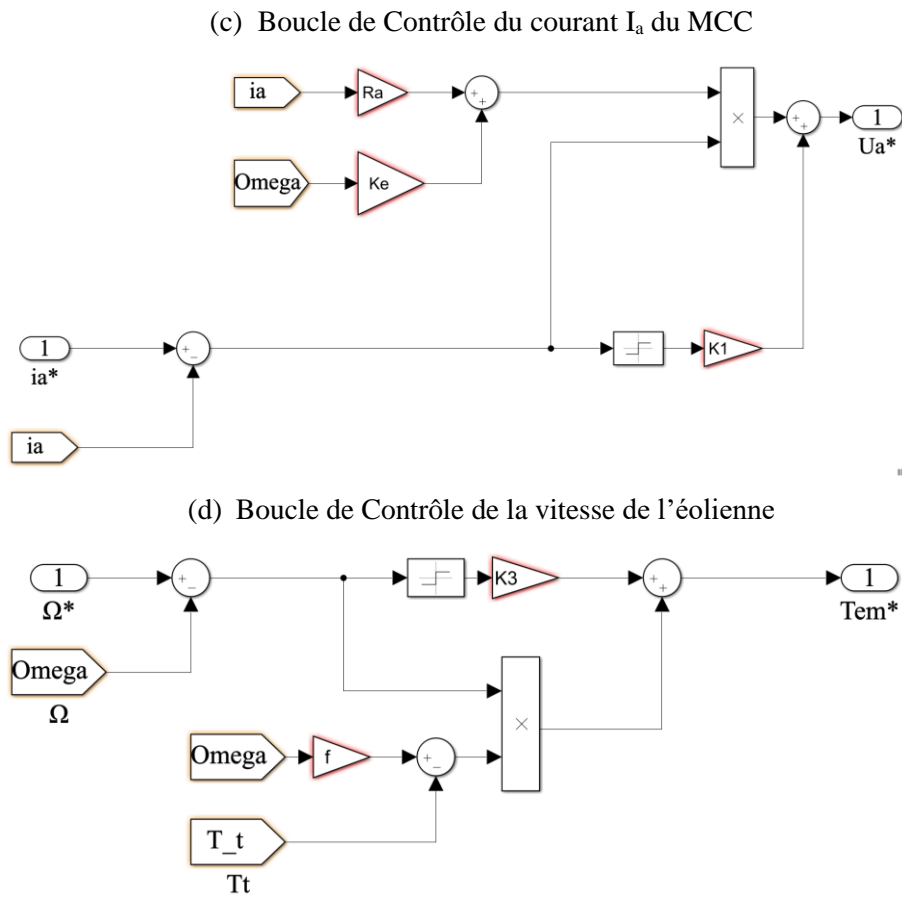 (c) Boucle de Contrôle du courant Ia du MCC
ia
Ra
+
+
×
+
+
1
Ua*
Omega
Ke
1
ia*
+
-
K1
ia
(d) Boucle de Contrôle de la vitesse de l'éolienne
1
Ω*
+
-
K3
+
+
1
Tem*
Omega
Ω
×
Omega
f
+
-
T_t
Tt